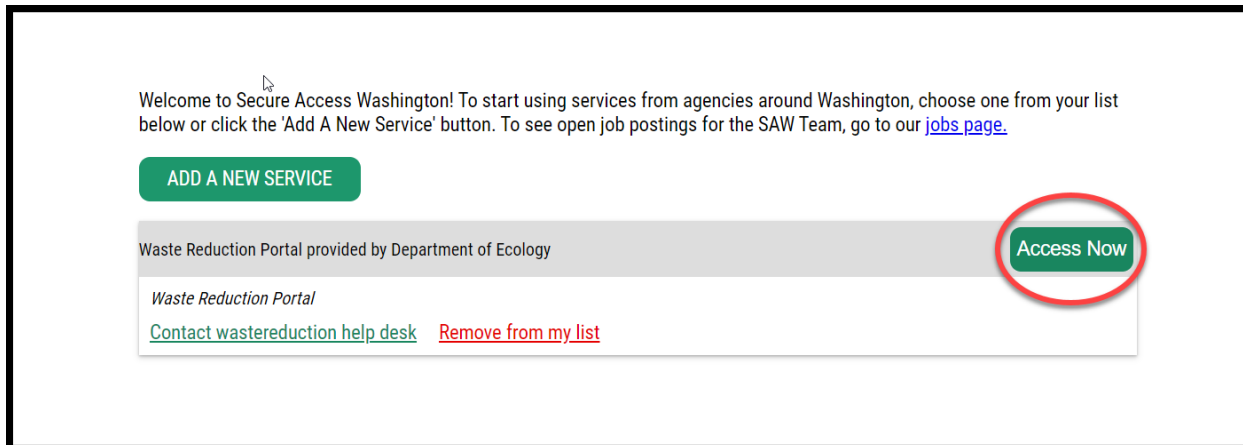 Welcome to Secure Access Washington! To start using services from agencies around Washington, choose one from your list
below or click the 'Add A New Service' button. To see open job postings for the SAW Team, go to our jobs page.
ADD A NEW SERVICE
Waste Reduction Portal provided by Department of Ecology
Access Now
Waste Reduction Portal
Contact wastereduction help desk Remove from my list